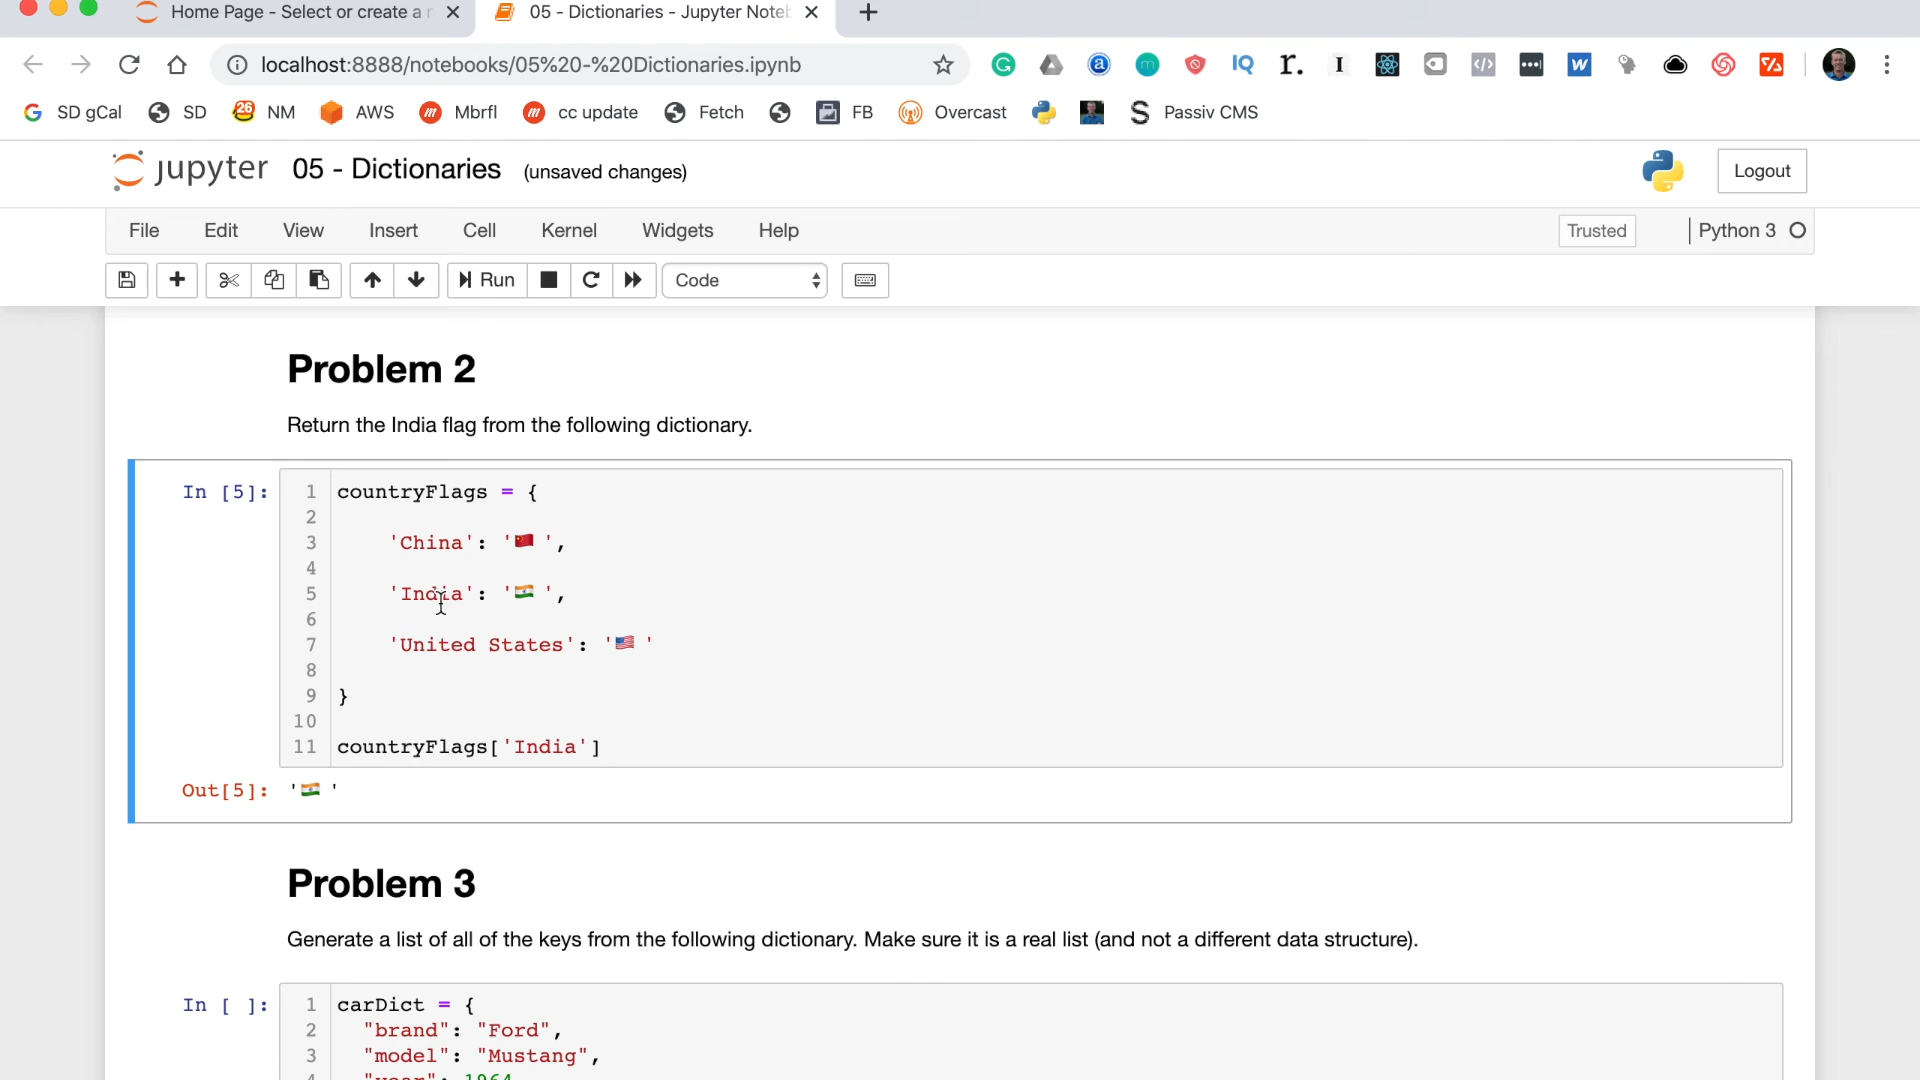 Home Page - Select or create a n
05 - Dictionaries - Jupyter Noteb
localhost:8888/notebooks/05%20-%20Dictionaries.ipynb
SD gCal SD NM AWS Mbrfl cc update Fetch FB Overcast Passiv CMS
jupyter 05 - Dictionaries (unsaved changes) Logout
File Edit View Insert Cell Kernel Widgets Help Trusted Python 3
Run Code
Problem 2
Return the India flag from the following dictionary.
In [5]: 1 countryFlags = {
2
3 'China': '🇨🇳 ',
4
5 'India': '🇮🇳 ',
6
7 'United States': '🇺🇸 '
8
9 }
10
11 countryFlags['India']
Out[5]: '🇮🇳 '
Problem 3
Generate a list of all of the keys from the following dictionary. Make sure it is a real list (and not a different data structure).
In [ ]: 1 carDict = {
2 "brand": "Ford",
3 "model": "Mustang",
4 "year": 1964